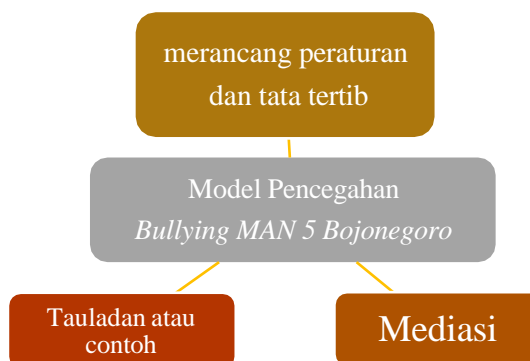 merancang peraturan
dan tata tertib
Model Pencegahan
Bullying MAN 5 Bojonegoro
Tauladan atau
contoh
Mediasi